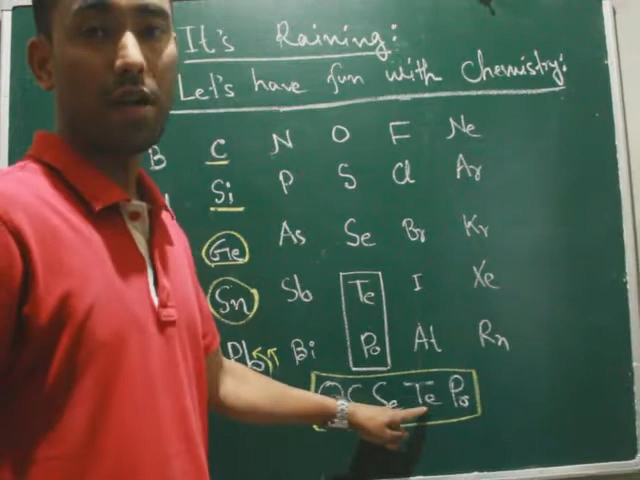 It's Raining:
Let's have fun with Chemistry:
B C N O F Ne
Si P S Cl Ar
Ge As Se Br Kr
Sn Sb Te I Xe
Pb Bi Po At Rn
O S Se Te Po